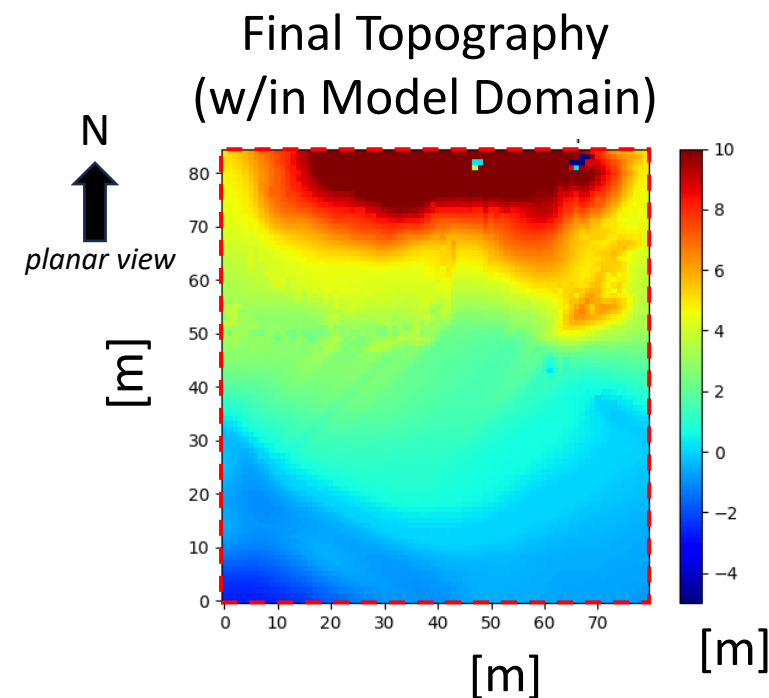 Final Topography
(w/in Model Domain)
N
planar view
[m]
80
70
60
50
40
30
20
10
0
0 10 20 30 40 50 60 70
[m]
10
8
6
4
2
0
−2
−4
[m]